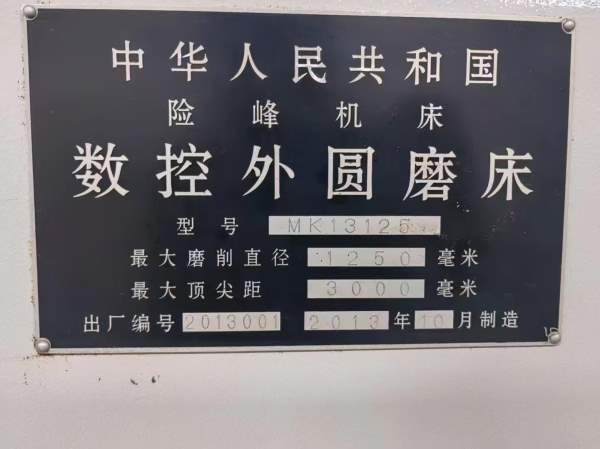 中华人民共和国
险峰机床
数控外圆磨床
型号 MK13125
最大磨削直径 1250 毫米
最大顶尖距 3000 毫米
出厂编号 2013001 2013 年 10 月制造